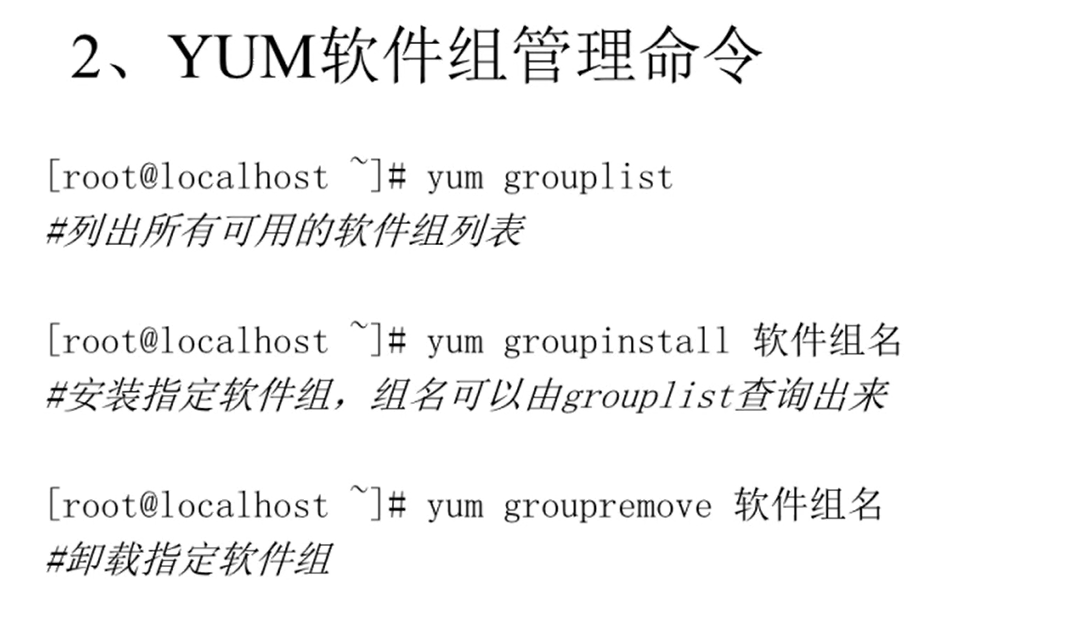 2、YUM软件组管理命令
[root@localhost ~]# yum grouplist
#列出所有可用的软件组列表
[root@localhost ~]# yum groupinstall 软件组名
#安装指定软件组，组名可以由grouplist查询出来
[root@localhost ~]# yum groupremove 软件组名
#卸载指定软件组